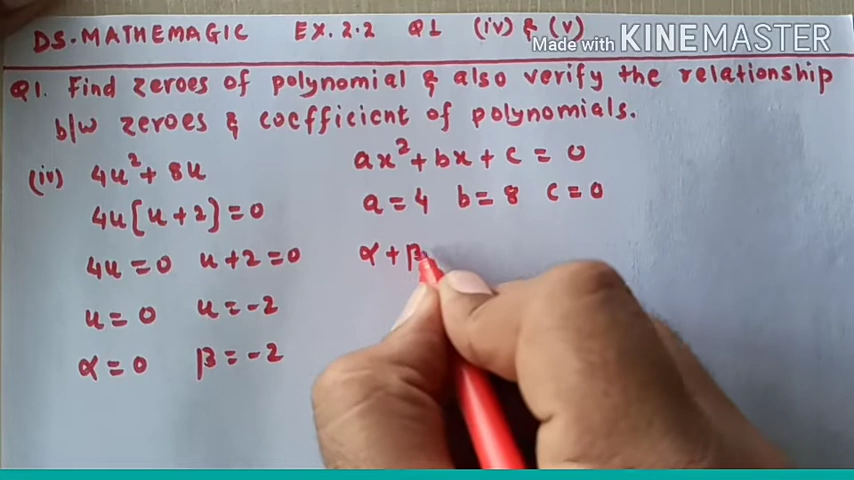 DS.MATHEMAGIC EX.2.2 Q1 (iv) & (v)
Made with KINEMASTER
Q1. Find zeroes of polynomial & also verify the relationship
b/w zeroes & cocfficient of polynomials.
(iv) 4u²+8u
4u[u+2]=0
4u=0 u+2=0
u=0 u=-2
α=0 β=-2
ax²+bx+c=0
a=4 b=8 c=0
α+β